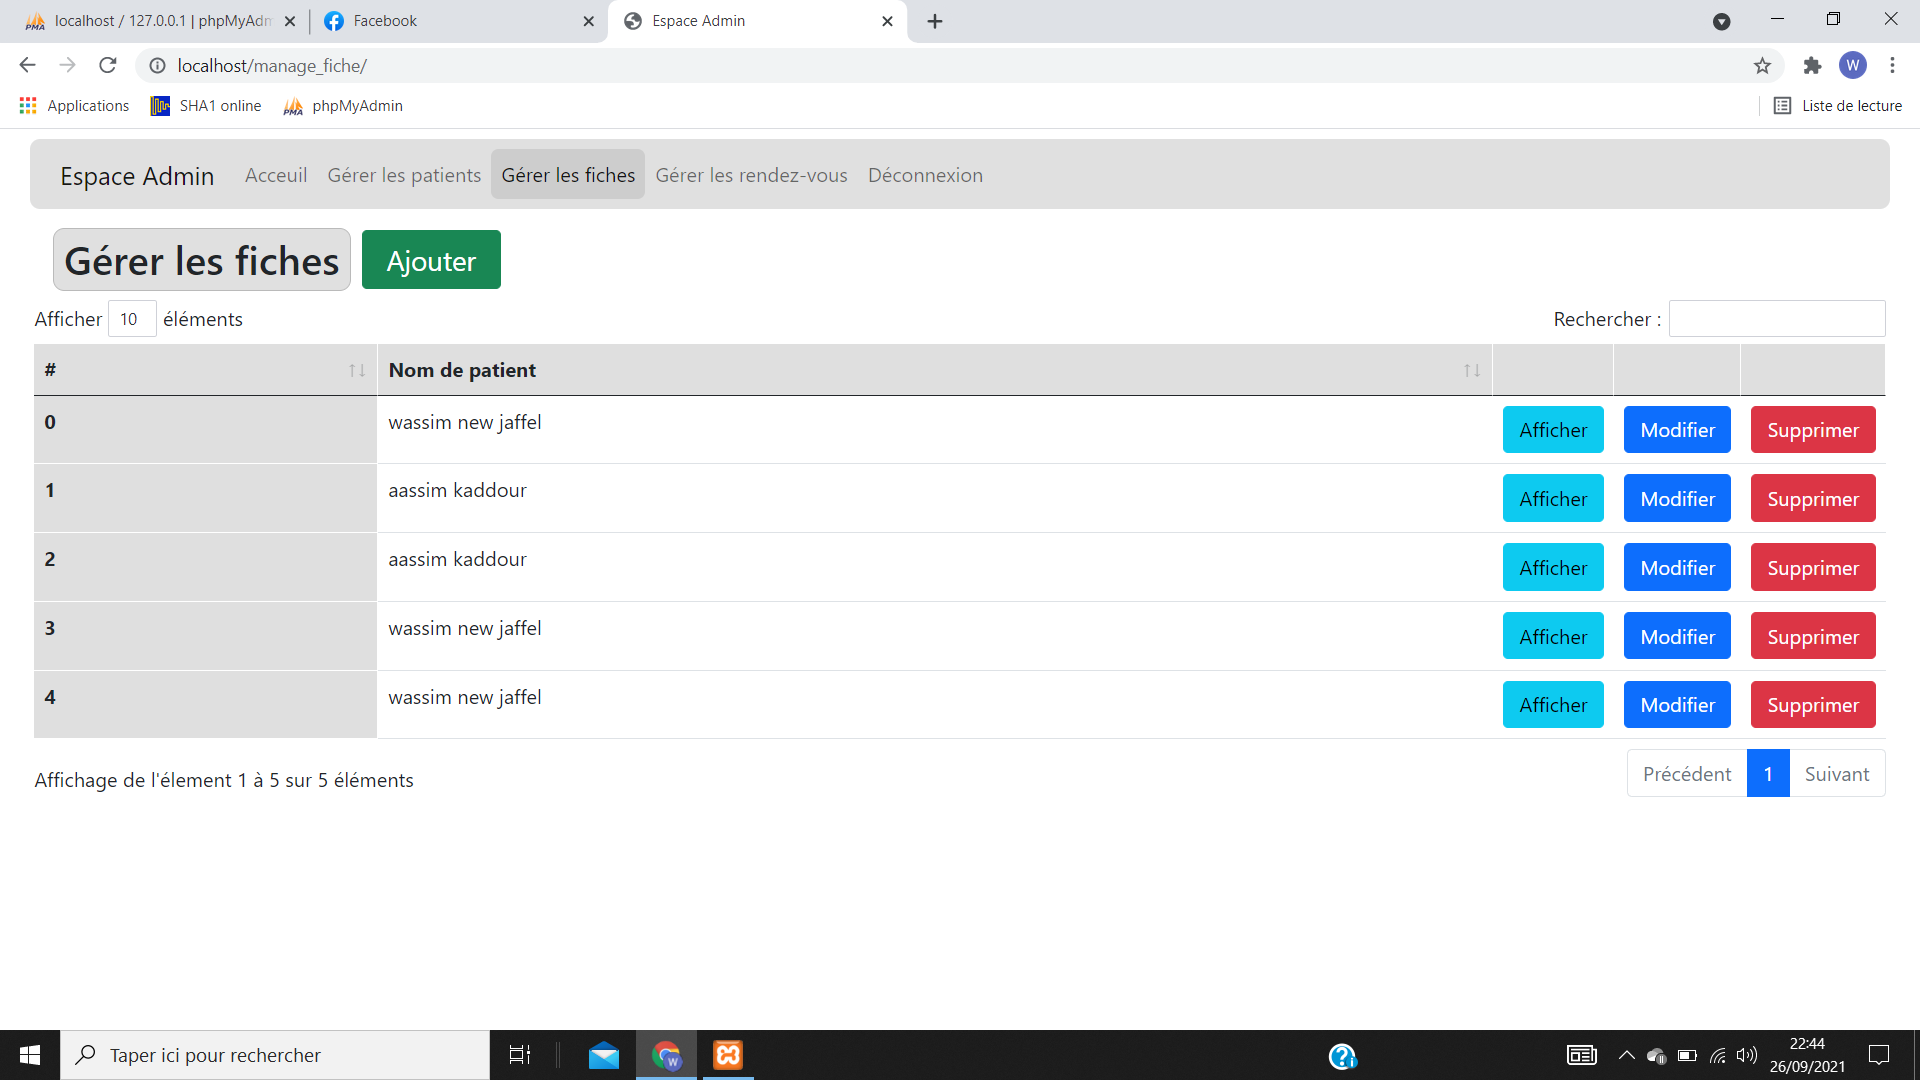 localhost / 127.0.0.1 | phpMyAdm
Facebook
Espace Admin
localhost/manage_fiche/
W
Applications
SHA1 online
PMA
phpMyAdmin
Liste de lecture
Espace Admin
Acceuil
Gérer les patients
Gérer les fiches
Gérer les rendez-vous
Déconnexion
Gérer les fiches
Ajouter
Afficher 10 éléments
Rechercher :
# Nom de patient
0 wassim new jaffel Afficher Modifier Supprimer
1 aassim kaddour Afficher Modifier Supprimer
2 aassim kaddour Afficher Modifier Supprimer
3 wassim new jaffel Afficher Modifier Supprimer
4 wassim new jaffel Afficher Modifier Supprimer
Affichage de l'élement 1 à 5 sur 5 éléments
Précédent 1 Suivant
Taper ici pour rechercher
W
22:44
26/09/2021